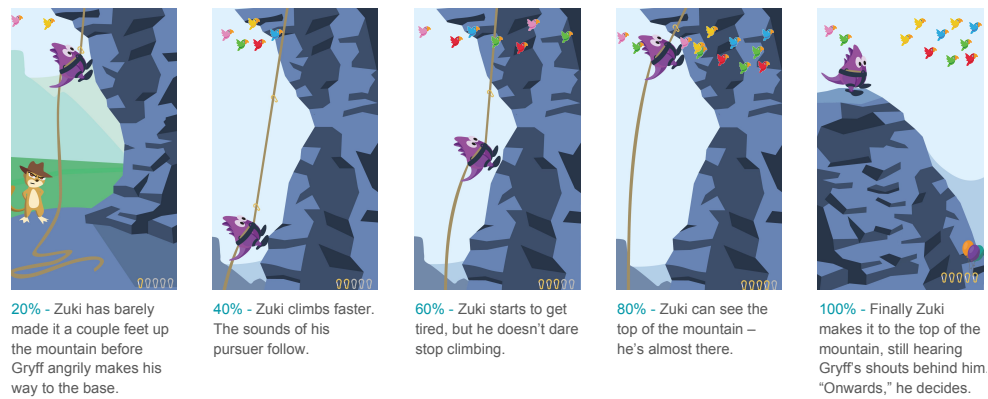 20% - Zuki has barely
made it a couple feet up
the mountain before
Gryff angrily makes his
way to the base.
40% - Zuki climbs faster.
The sounds of his
pursuer follow.
60% - Zuki starts to get
tired, but he doesn't dare
stop climbing.
80% - Zuki can see the
top of the mountain –
he's almost there.
100% - Finally Zuki
makes it to the top of the
mountain, still hearing
Gryff's shouts behind him.
“Onwards,” he decides.